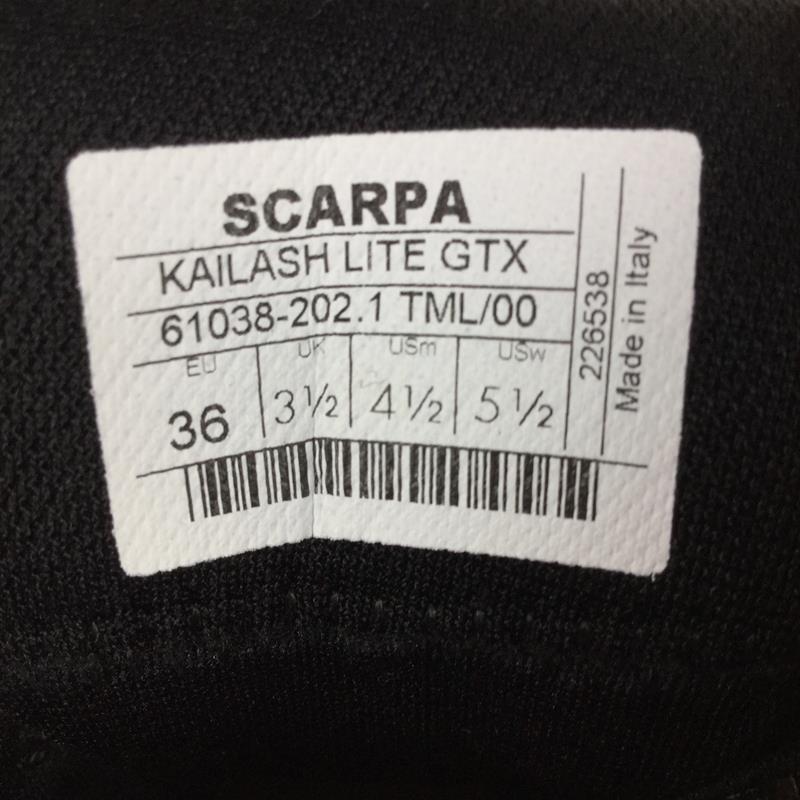 SCARPA
KAILASH LITE GTX
61038-202.1 TML/00
EU UK USm USw
36 3½ 4½ 5½
226538
Made in Italy